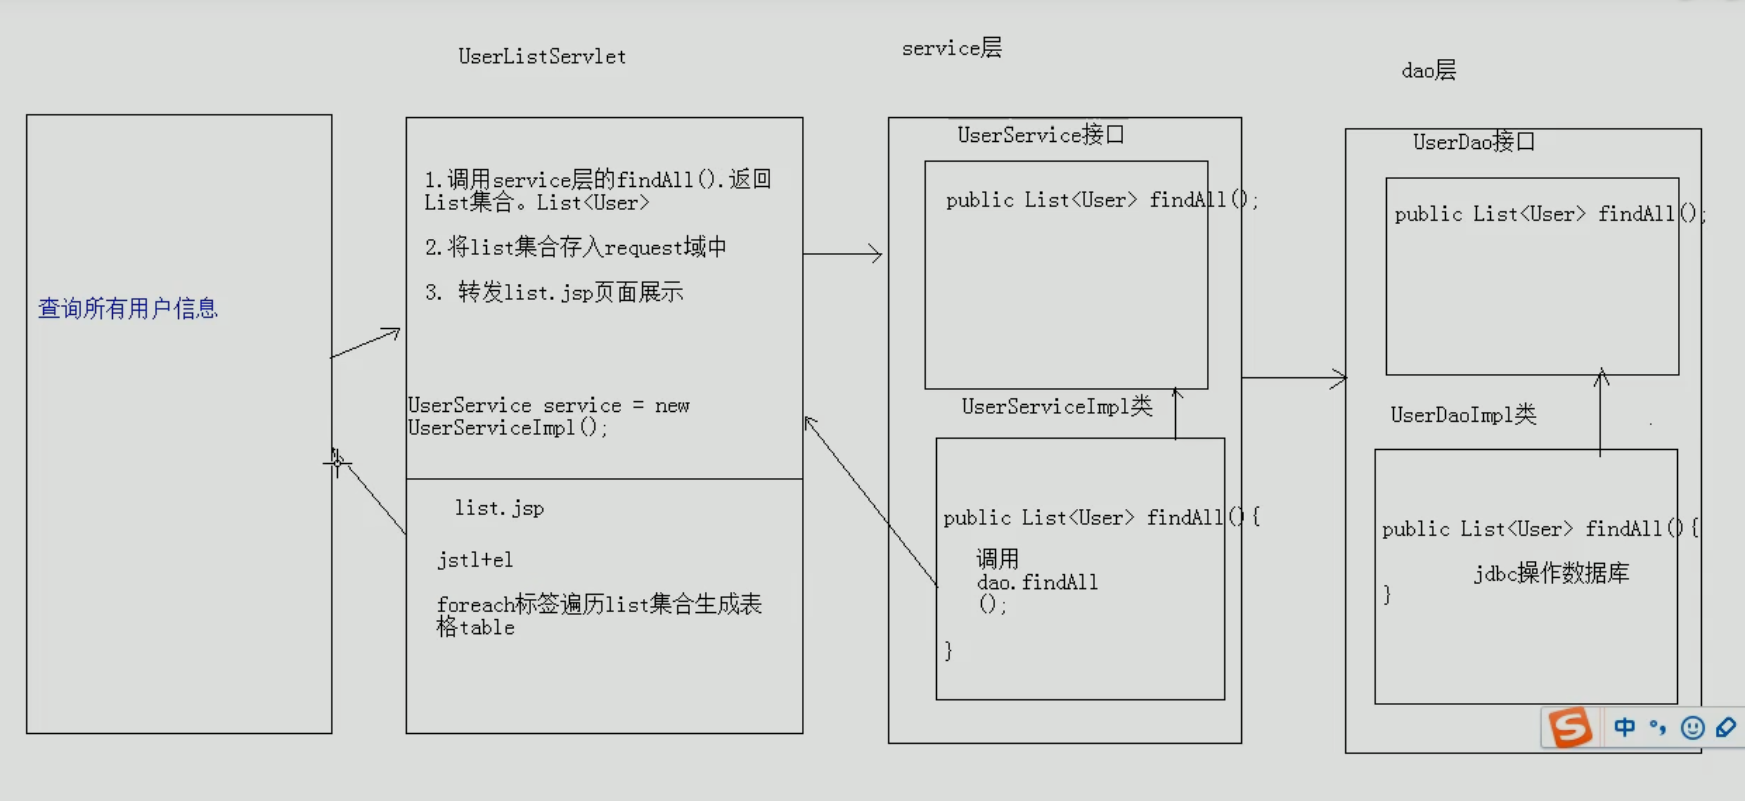 UserListServlet
service层
dao层
查询所有用户信息
1.调用service层的findAll().返回
List集合。List<User>
2.将list集合存入request域中
3. 转发list.jsp页面展示
UserService service = new
UserServiceImpl();
list.jsp
jstl+el
foreach标签遍历list集合生成表
格table
UserService接口
public List<User> findAll();
UserServiceImpl类
public List<User> findAll(){
调用
dao.findAll
();
}
UserDao接口
public List<User> findAll();
UserDaoImpl类
public List<User> findAll(){
jdbc操作数据库
}
S
中